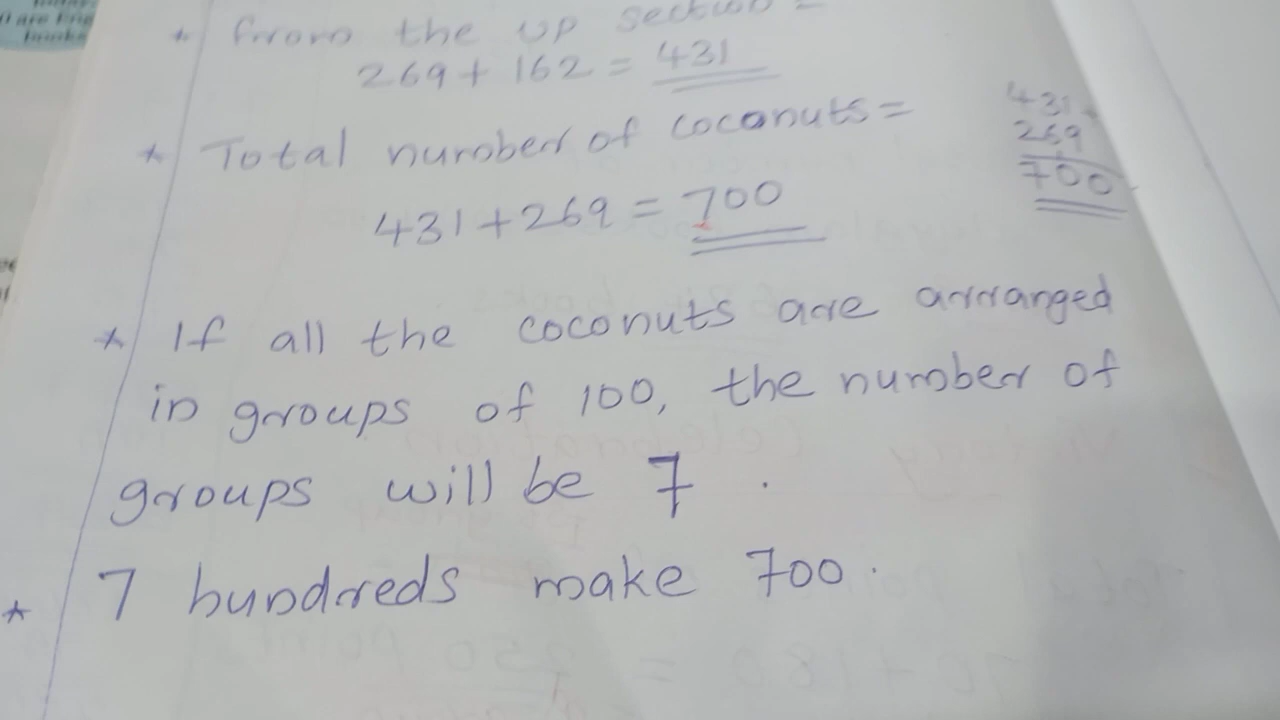 * from the UP section =
269 + 162 = 431
* Total number of coconuts =
431 + 269 = 700
431 +
269
700
* If all the coconuts are arranged
in groups of 100, the number of
groups will be 7 .
* 7 hundreds make 700 .